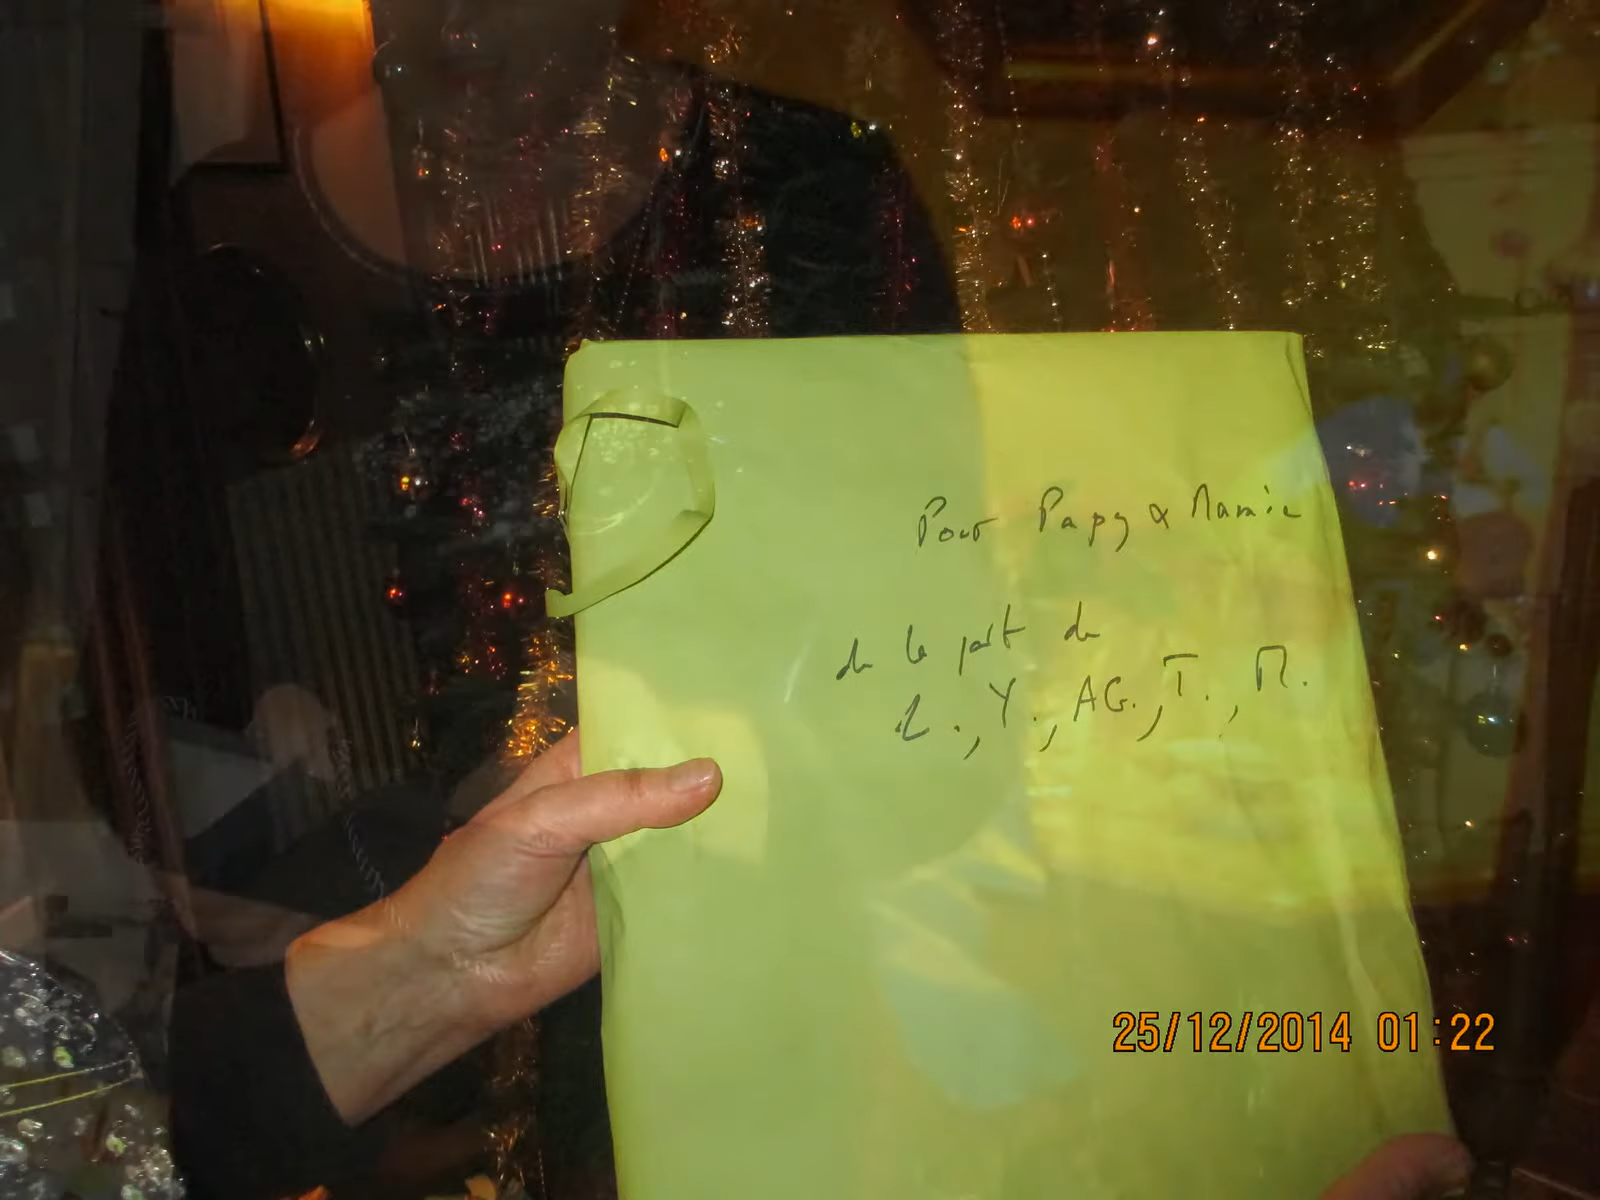 Pour Papy & Mamie
de la part de
L., Y., AG., T., M.
25/12/2014 01:22